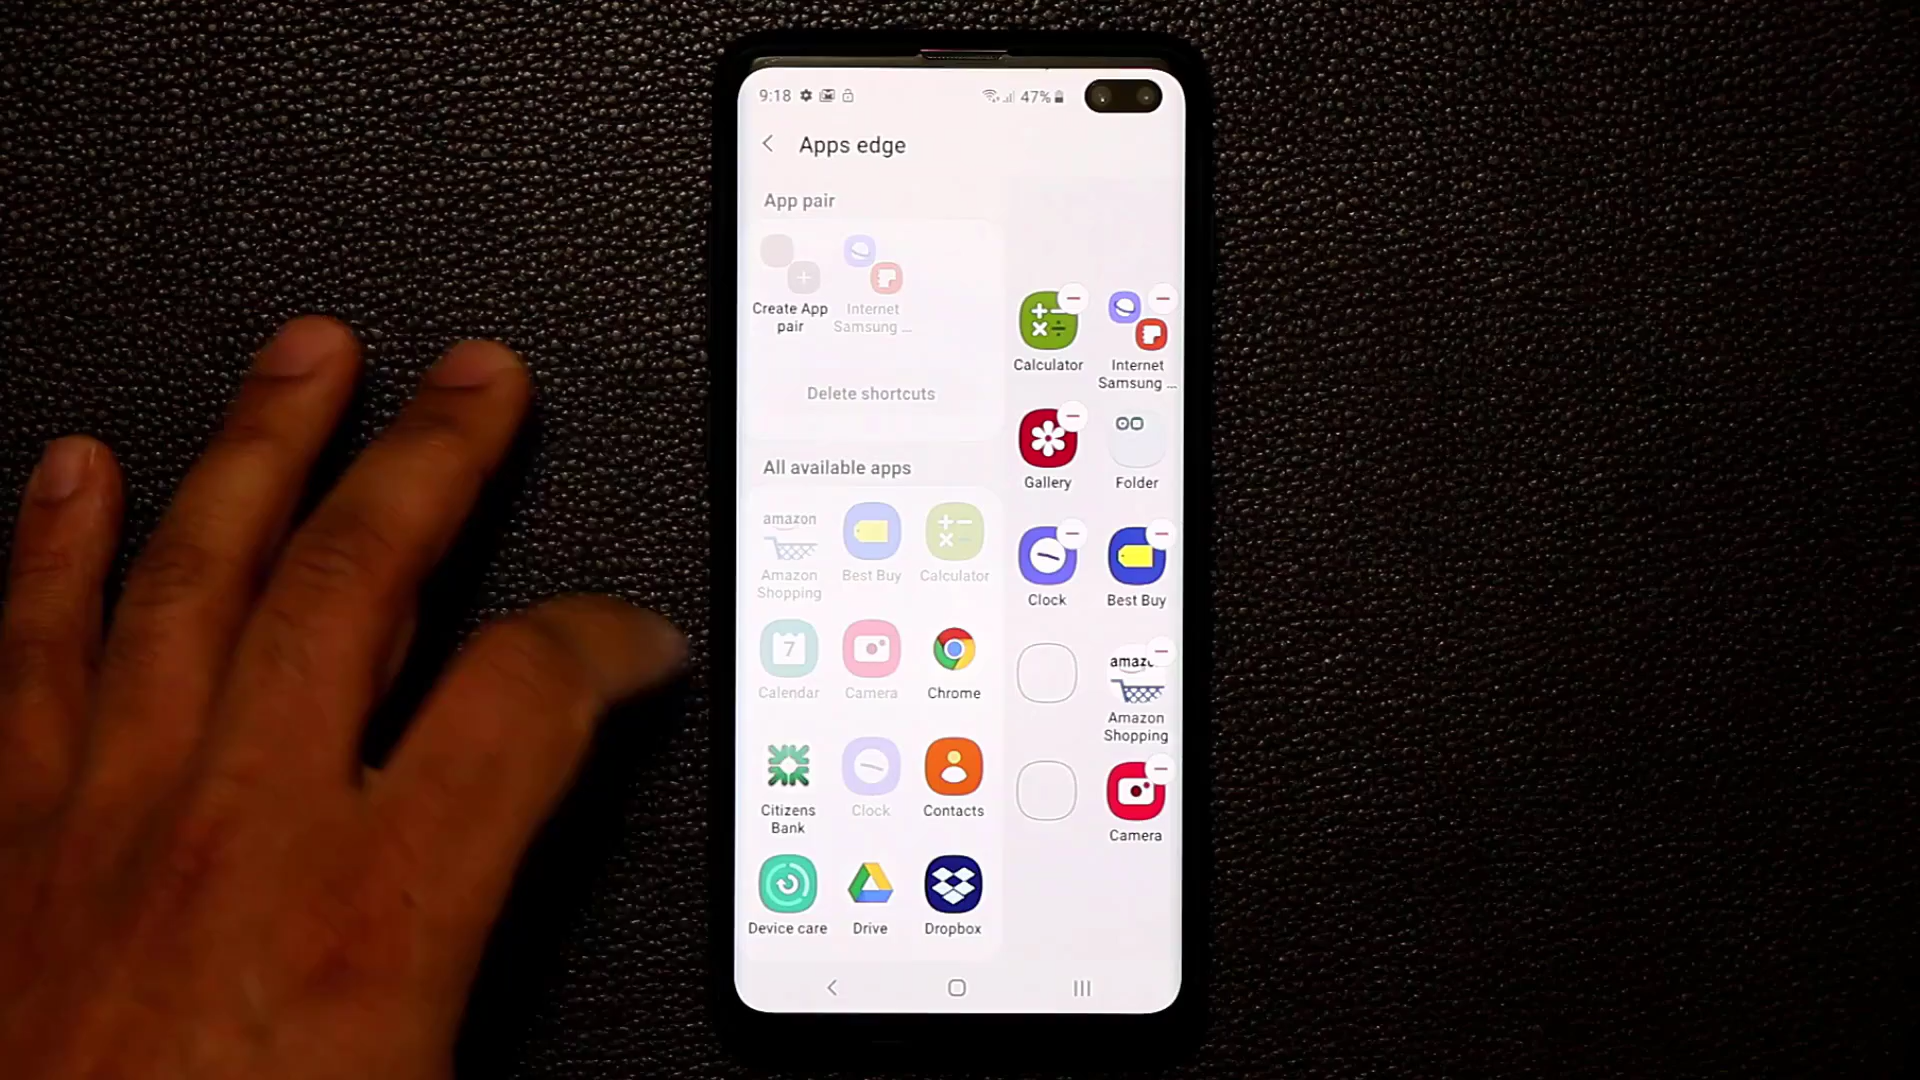 9:18
47%
Apps edge
App pair
Create App
pair
Internet
Samsung ...
Delete shortcuts
All available apps
amazon
Amazon
Shopping
Best Buy
Calculator
7
Calendar
Camera
Chrome
Citizens
Bank
Clock
Contacts
Device care
Drive
Dropbox
Calculator
Internet
Samsung ...
Gallery
Folder
Clock
Best Buy
amazo
Amazon
Shopping
Camera